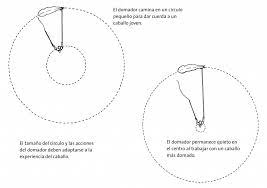 El domador camina en un círculo
pequeño para dar cuerda a un
caballo joven.
El tamaño del círculo y las acciones
del domador deben adaptarse a la
experiencia del caballo.
El domador permanece quieto en
el centro al trabajar con un caballo
más domado.